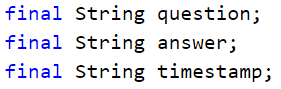 final String question;
final String answer;
final String timestamp;